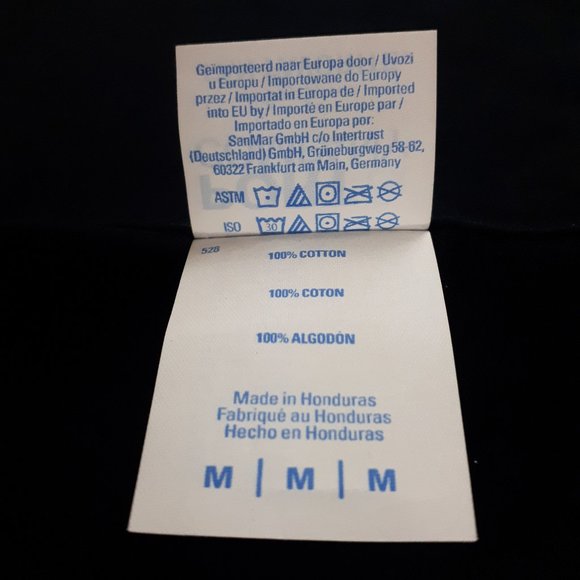 Geïmporteerd naar Europa door / Uvozi
u Europu / Importowane do Europy
przez / Importat in Europa de / Imported
into EU by / Importé en Europe par /
Importado en Europa por:
SanMar GmbH c/o Intertrust
(Deutschland) GmbH, Grüneburgweg 58-62,
60322 Frankfurt am Main, Germany
ASTM
ISO 30
528
100% COTTON
100% COTON
100% ALGODÓN
Made in Honduras
Fabriqué au Honduras
Hecho en Honduras
M | M | M